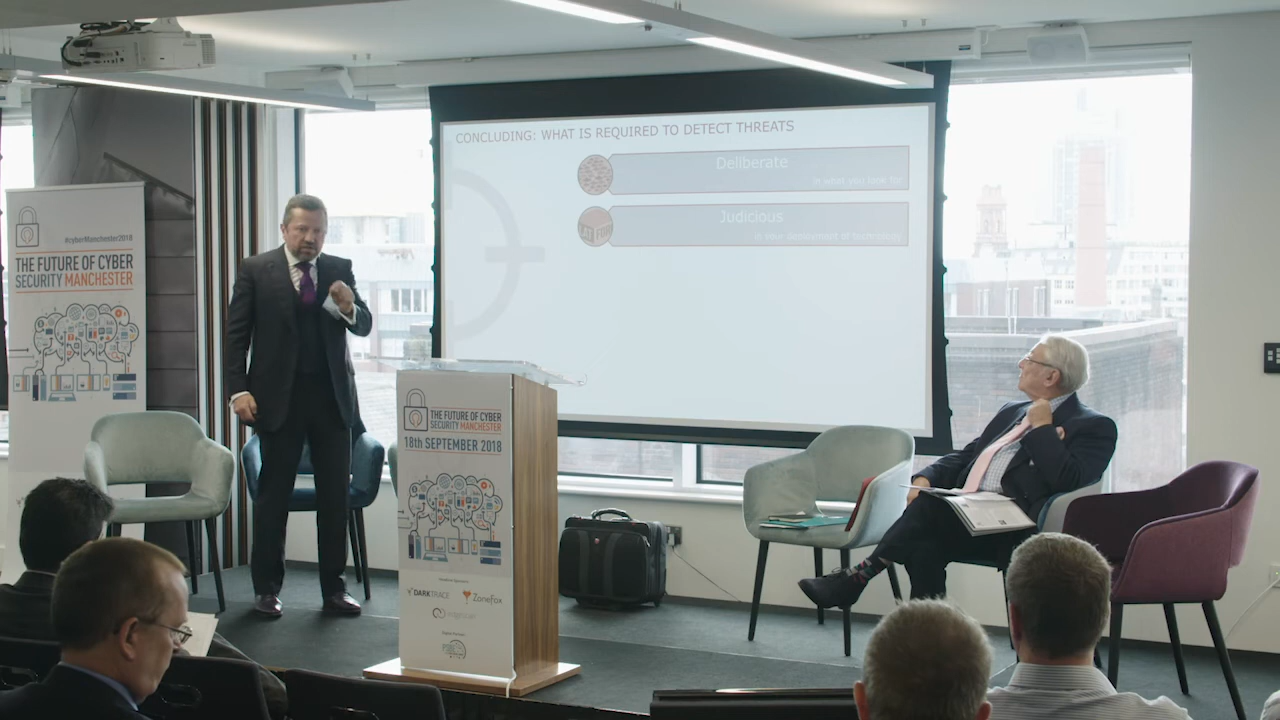 CONCLUDING: WHAT IS REQUIRED TO DETECT THREATS
Deliberate
in what you look for
Judicious
in your deployment of technology
#cyberManchester2018
THE FUTURE OF CYBER
SECURITY MANCHESTER
THE FUTURE OF CYBER
SECURITY MANCHESTER
18th SEPTEMBER 2018
DARKTRACE
ZoneFox